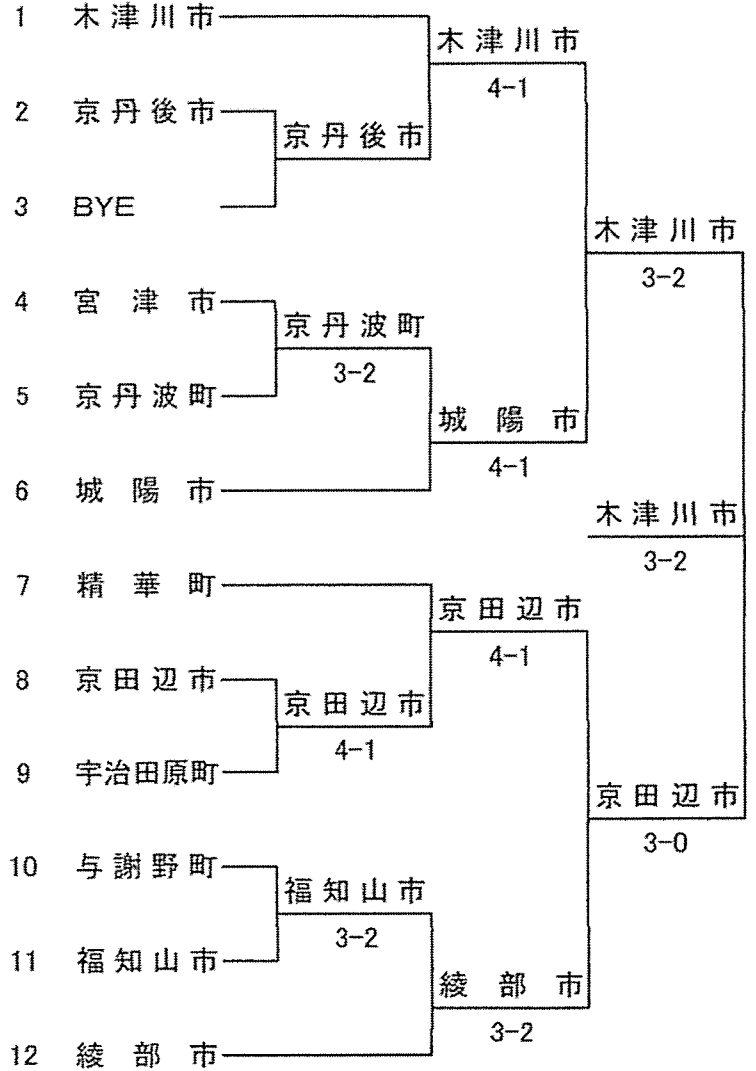 1 木津川市
木津川市
4-1
2 京丹後市
京丹後市
3 BYE
木津川市
3-2
4 宮津市
京丹波町
3-2
5 京丹波町
城陽市
4-1
6 城陽市
木津川市
3-2
7 精華町
京田辺市
4-1
8 京田辺市
京田辺市
4-1
9 宇治田原町
京田辺市
3-0
10 与謝野町
福知山市
3-2
11 福知山市
綾部市
3-2
12 綾部市